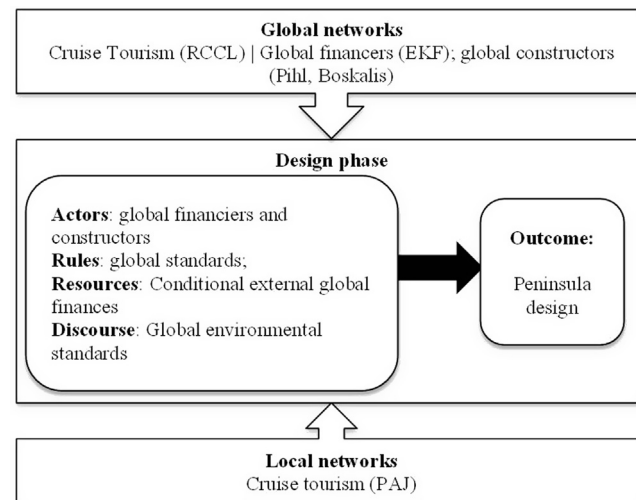 Global networks
Cruise Tourism (RCCL) | Global financers (EKF); global constructors
(Pihl, Boskalis)
Design phase
Actors: global financiers and
constructors
Rules: global standards;
Resources: Conditional external global
finances
Discourse: Global environmental
standards
Outcome:
Peninsula
design
Local networks
Cruise tourism (PAJ)